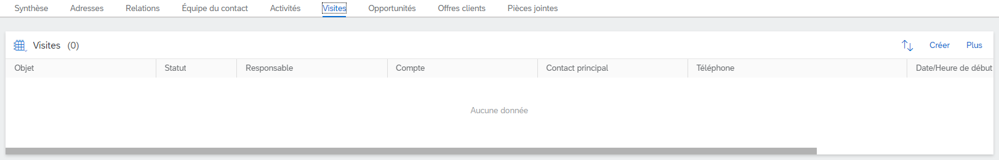 Synthèse Adresses Relations Équipe du contact Activités Visites Opportunités Offres clients Pièces jointes
Visites (0) Créer Plus
Objet Statut Responsable Compte Contact principal Téléphone Date/Heure de début
Aucune donnée